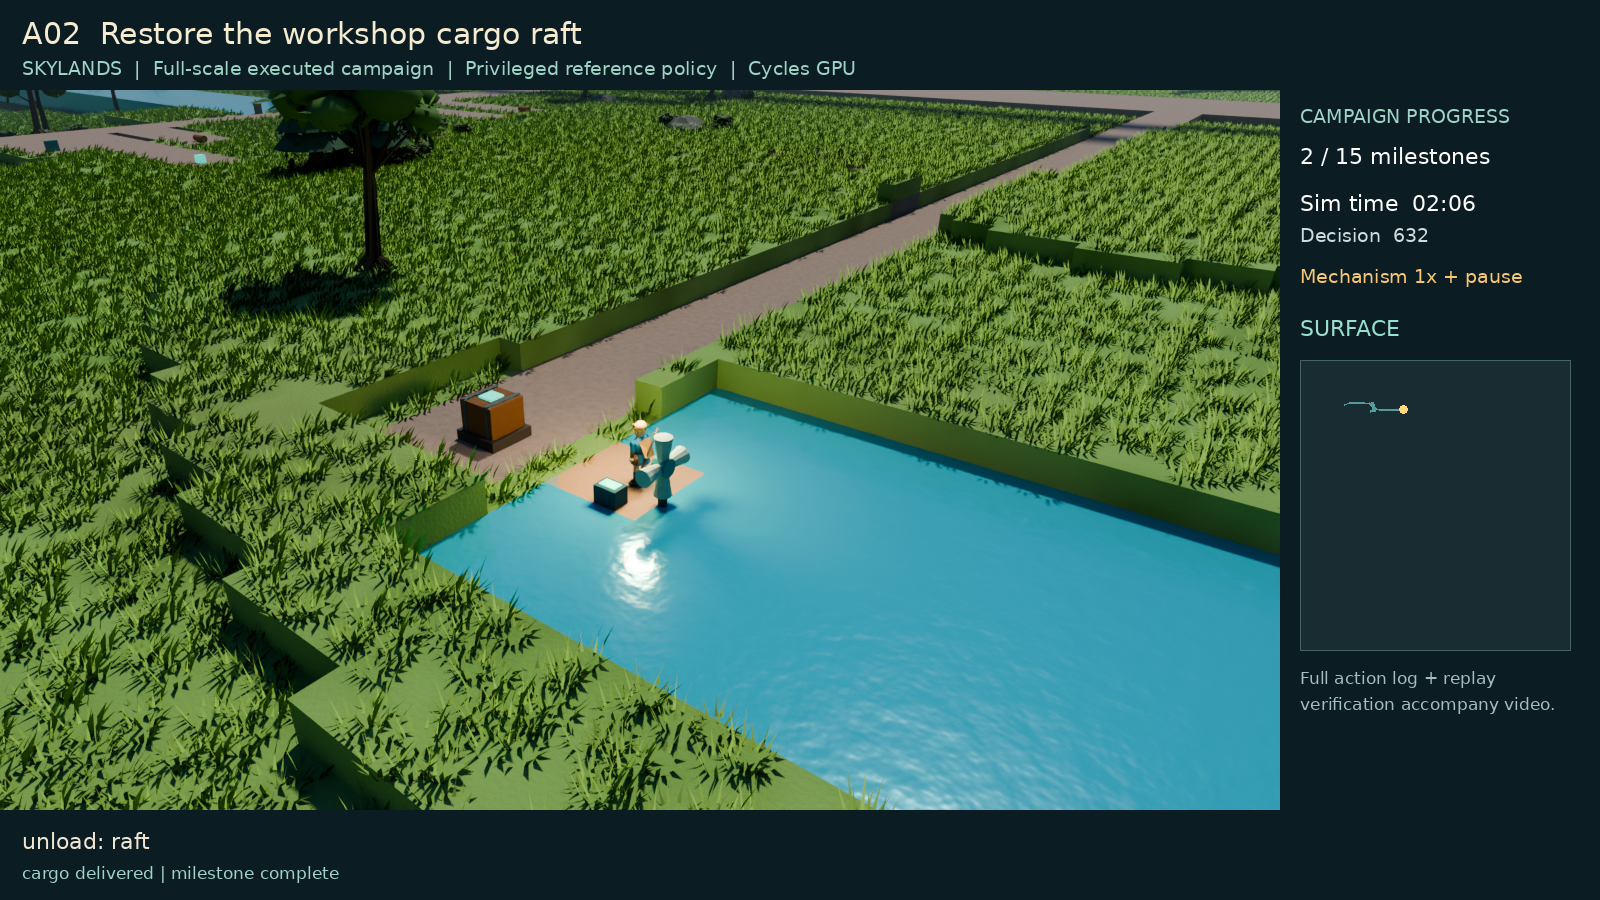 A02  Restore the workshop cargo raft
SKYLANDS  |  Full-scale executed campaign  |  Privileged reference policy  |  Cycles GPU
CAMPAIGN PROGRESS
2 / 15 milestones
Sim time  02:06
Decision  632
Mechanism 1x + pause
SURFACE
Full action log + replay
verification accompany video.
unload: raft
cargo delivered | milestone complete